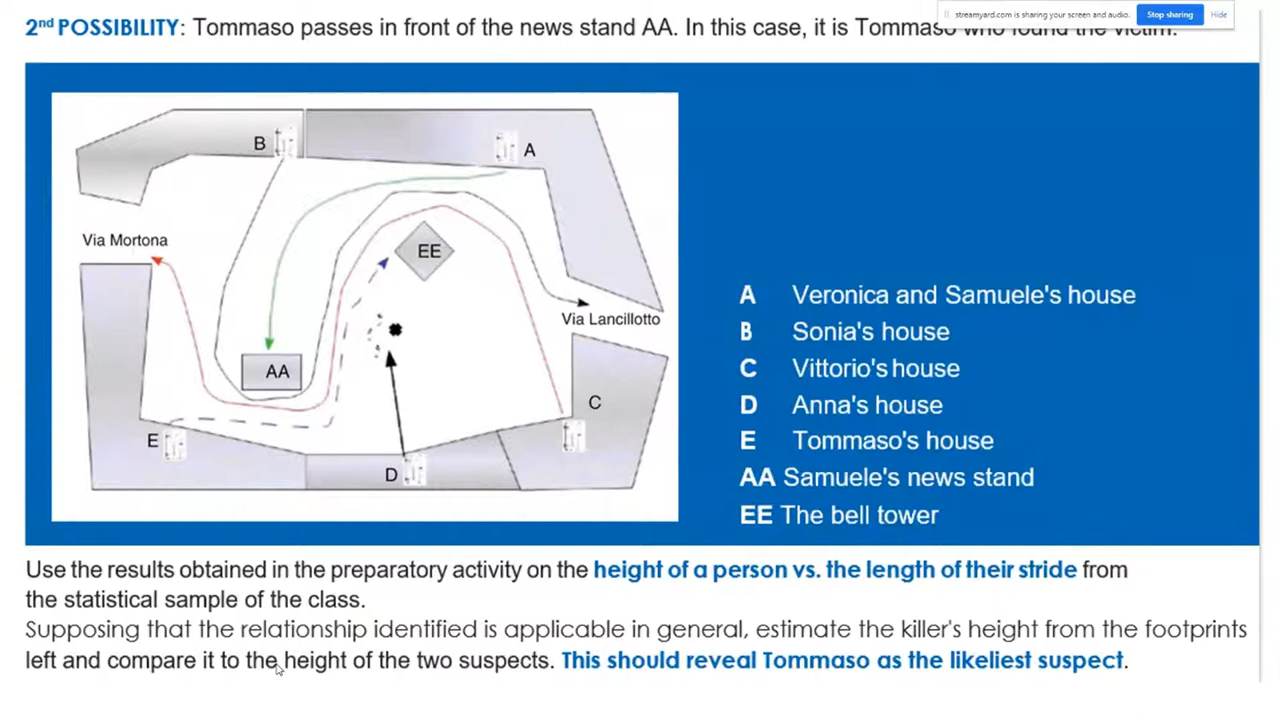 streamyard.com is sharing your screen and audio. Stop sharing Hide
2nd POSSIBILITY: Tommaso passes in front of the news stand AA. In this case, it is Tommaso who found the victim.
B
A
Via Mortona
EE
Via Lancillotto
AA
C
E
D
A Veronica and Samuele's house
B Sonia's house
C Vittorio's house
D Anna's house
E Tommaso's house
AA Samuele's news stand
EE The bell tower
Use the results obtained in the preparatory activity on the height of a person vs. the length of their stride from
the statistical sample of the class.
Supposing that the relationship identified is applicable in general, estimate the killer's height from the footprints
left and compare it to the height of the two suspects. This should reveal Tommaso as the likeliest suspect.